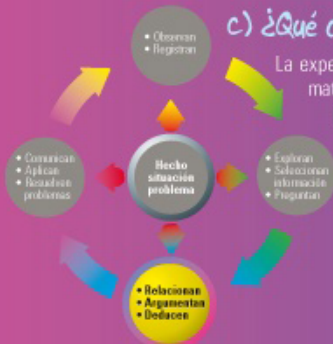 c) ¿Qué
La expe
mat
• Observan
• Registran
• Comunican
• Aplican
• Resuelven
problemas
Hecho
situación
problema
• Exploran
• Seleccionan
información
• Preguntan
• Relacionan
• Argumentan
• Deducen